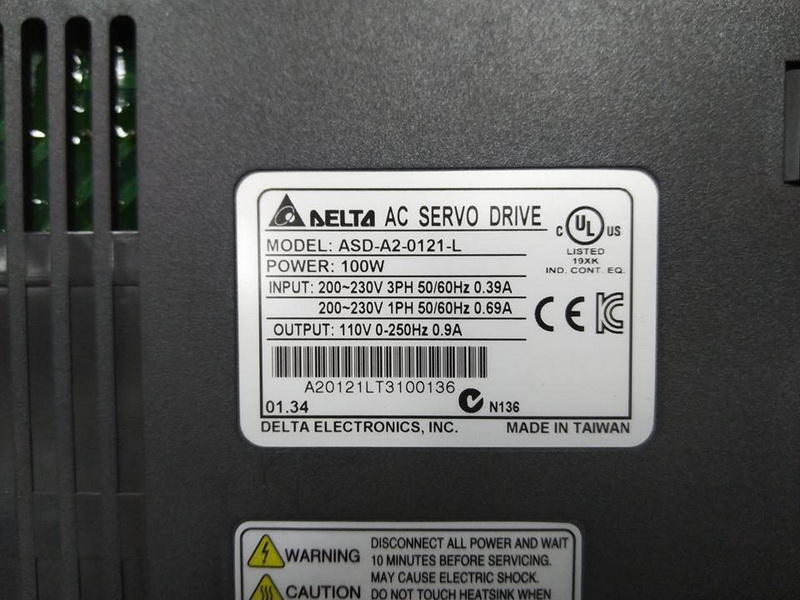 DELTA AC SERVO DRIVE
MODEL: ASD-A2-0121-L
POWER: 100W
INPUT: 200~230V 3PH 50/60Hz 0.39A
200~230V 1PH 50/60Hz 0.69A
OUTPUT: 110V 0-250Hz 0.9A
A20121LT3100136
01.34
N136
C UL US
LISTED
19XK
IND. CONT. EQ.
CE
DELTA ELECTRONICS, INC.
MADE IN TAIWAN
WARNING
DISCONNECT ALL POWER AND WAIT
10 MINUTES BEFORE SERVICING.
MAY CAUSE ELECTRIC SHOCK.
CAUTION
DO NOT TOUCH HEATSINK WHEN